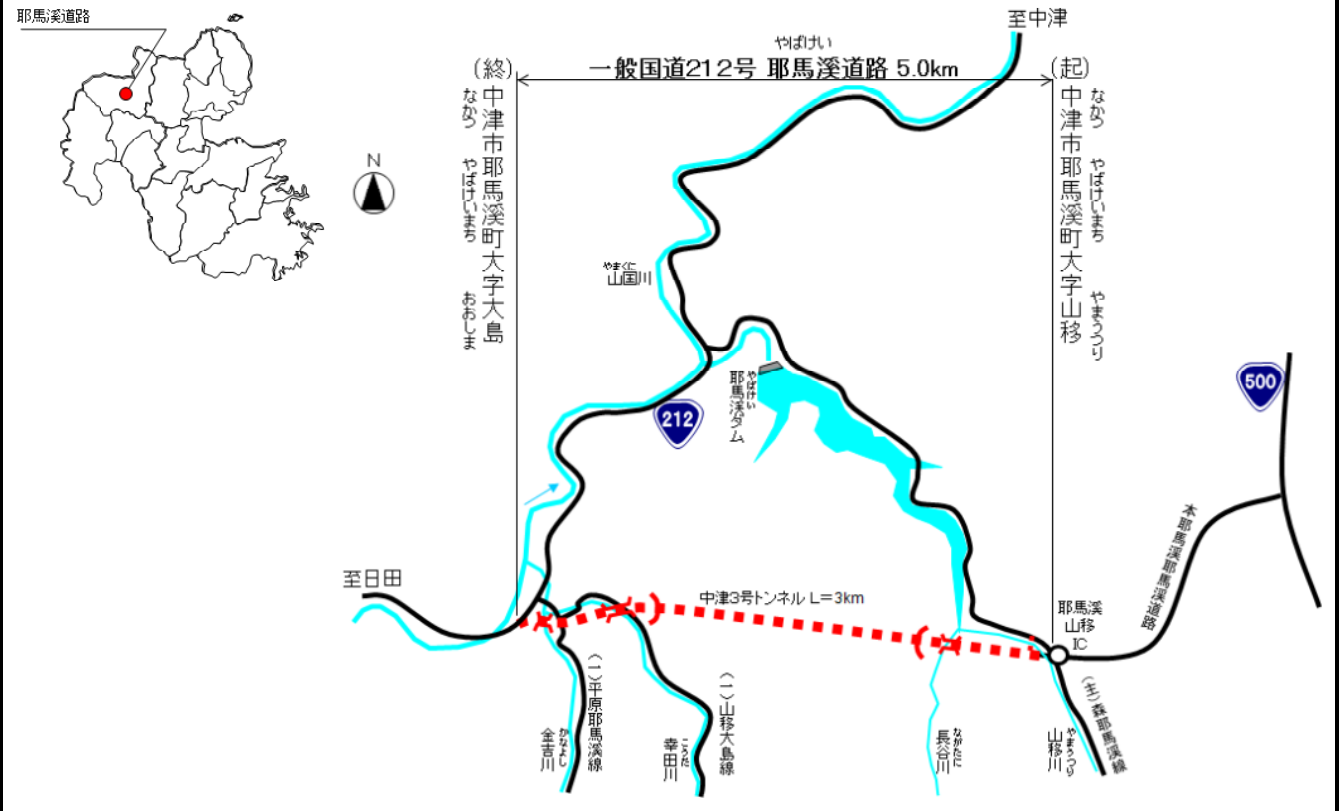 耶馬溪道路
至中津
やばけい
一般国道212号 耶馬溪道路 5.0km
(終)
中津市耶馬溪町大字大島
なかつ やばけいまち おおしま
(起)
中津市耶馬溪町大字山移
なかつ やばけいまち やまうつり
N
やまくに
山国川
耶馬溪ダム
やばけい
212
500
本耶馬溪耶馬溪道路
至日田
中津3号トンネル L=3km
耶馬溪
山移
IC
(一)平原耶馬溪線
金吉川
かなよし
(一)山移大島線
幸田川
こうだ
長谷川
ながたに
山移川
やまうつり
(主)森耶馬溪線